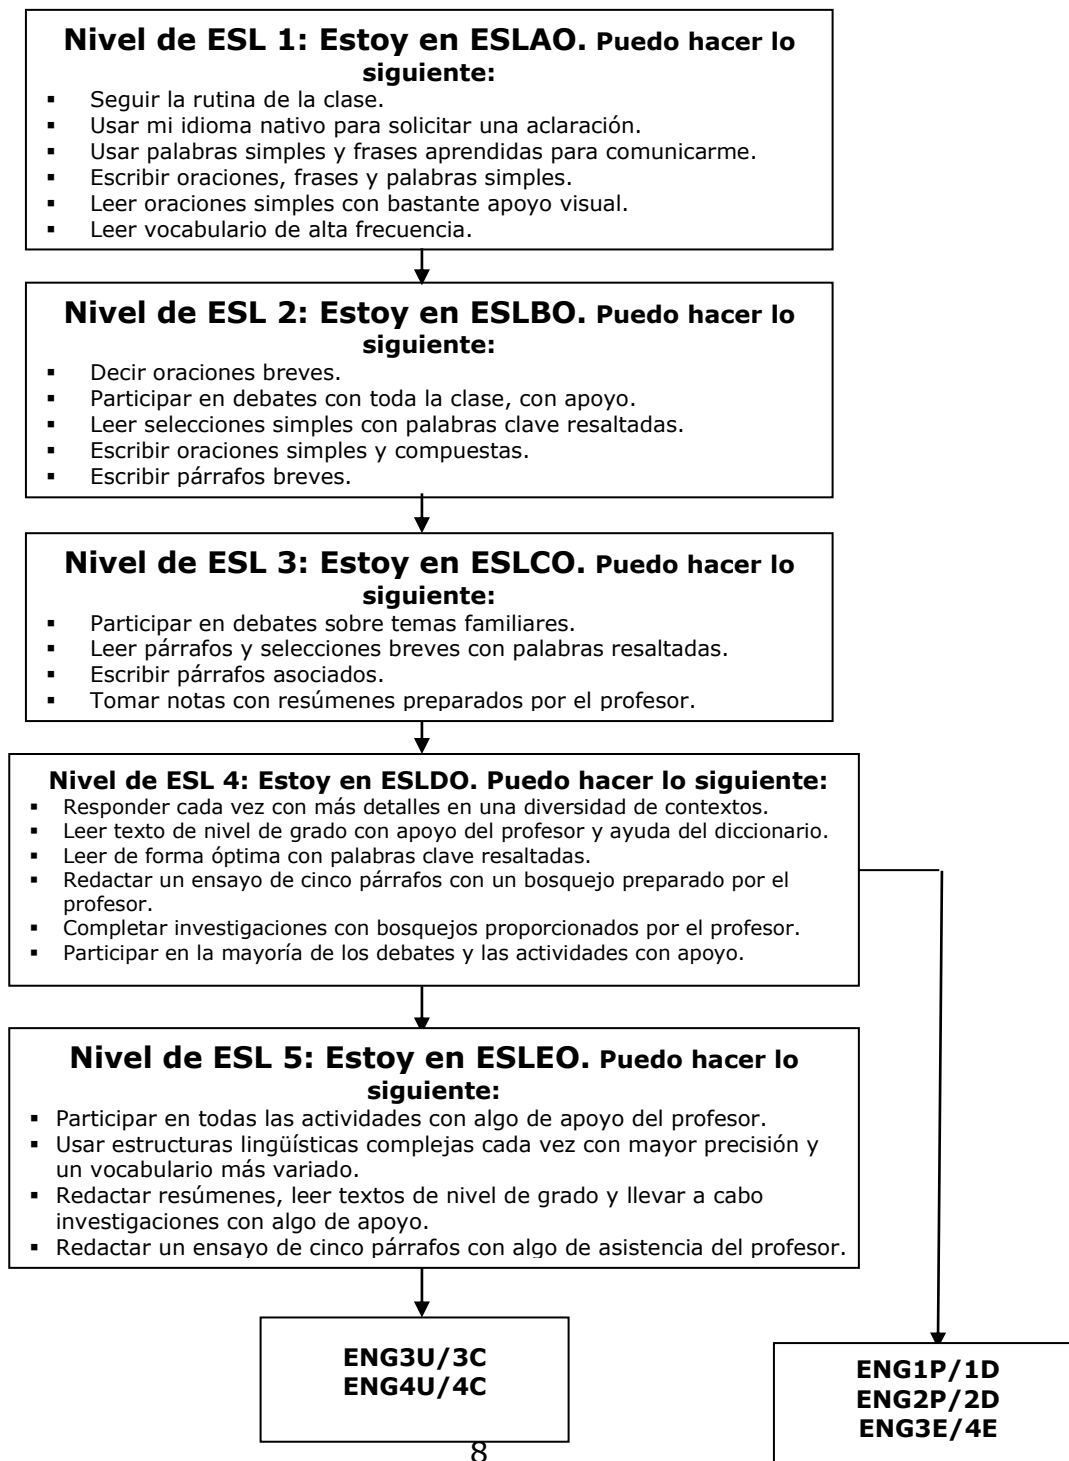 Nivel de ESL 1: Estoy en ESLAO. Puedo hacer lo
siguiente:
▪ Seguir la rutina de la clase.
▪ Usar mi idioma nativo para solicitar una aclaración.
▪ Usar palabras simples y frases aprendidas para comunicarme.
▪ Escribir oraciones, frases y palabras simples.
▪ Leer oraciones simples con bastante apoyo visual.
▪ Leer vocabulario de alta frecuencia.
Nivel de ESL 2: Estoy en ESLBO. Puedo hacer lo
siguiente:
▪ Decir oraciones breves.
▪ Participar en debates con toda la clase, con apoyo.
▪ Leer selecciones simples con palabras clave resaltadas.
▪ Escribir oraciones simples y compuestas.
▪ Escribir párrafos breves.
Nivel de ESL 3: Estoy en ESLCO. Puedo hacer lo
siguiente:
▪ Participar en debates sobre temas familiares.
▪ Leer párrafos y selecciones breves con palabras resaltadas.
▪ Escribir párrafos asociados.
▪ Tomar notas con resúmenes preparados por el profesor.
Nivel de ESL 4: Estoy en ESLDO. Puedo hacer lo siguiente:
▪ Responder cada vez con más detalles en una diversidad de contextos.
▪ Leer texto de nivel de grado con apoyo del profesor y ayuda del diccionario.
▪ Leer de forma óptima con palabras clave resaltadas.
▪ Redactar un ensayo de cinco párrafos con un bosquejo preparado por el
profesor.
▪ Completar investigaciones con bosquejos proporcionados por el profesor.
▪ Participar en la mayoría de los debates y las actividades con apoyo.
Nivel de ESL 5: Estoy en ESLEO. Puedo hacer lo
siguiente:
▪ Participar en todas las actividades con algo de apoyo del profesor.
▪ Usar estructuras lingüísticas complejas cada vez con mayor precisión y
un vocabulario más variado.
▪ Redactar resúmenes, leer textos de nivel de grado y llevar a cabo
investigaciones con algo de apoyo.
▪ Redactar un ensayo de cinco párrafos con algo de asistencia del profesor.
ENG3U/3C
ENG4U/4C
ENG1P/1D
ENG2P/2D
ENG3E/4E
8